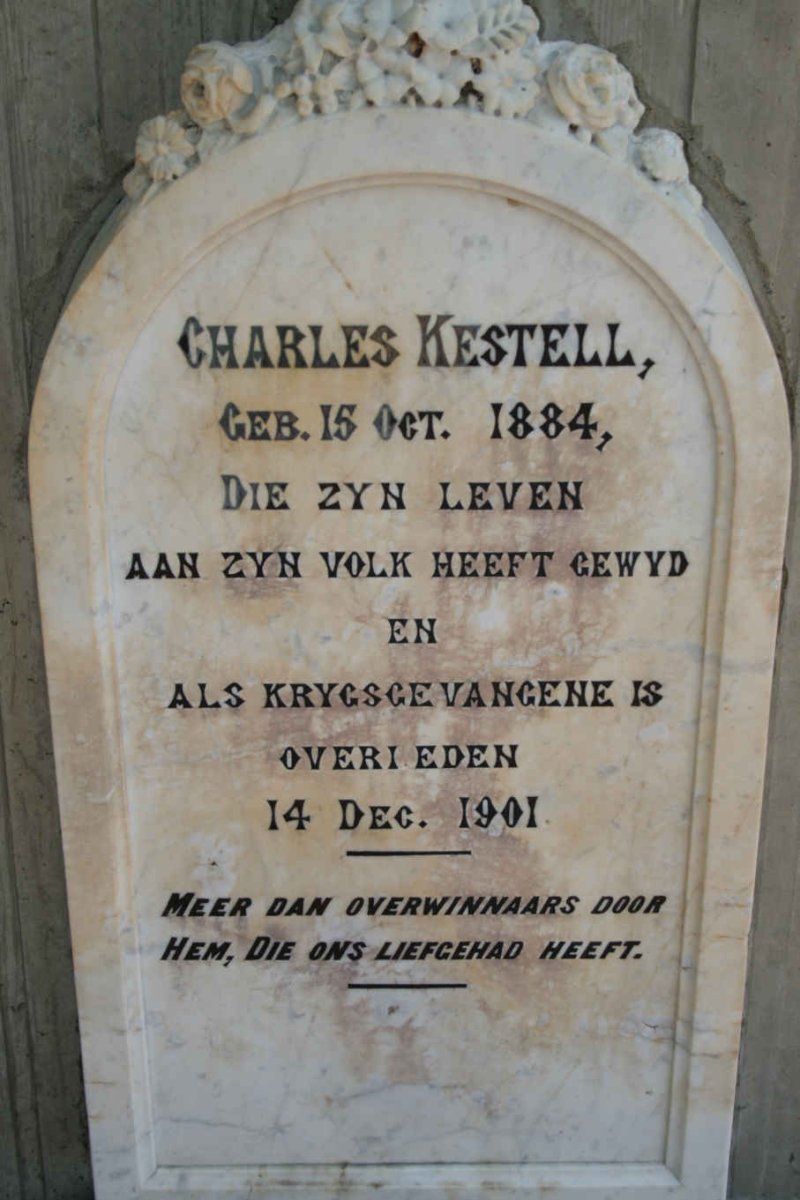 CHARLES KESTELL,
GEB. 15 OCT. 1884,
DIE ZYN LEVEN
AAN ZYN VOLK HEEFT GEWYD
EN
ALS KRYGSGEVANGENE IS
OVERLEDEN
14 DEC. 1901
MEER DAN OVERWINNAARS DOOR
HEM, DIE ONS LIEFGEHAD HEEFT.